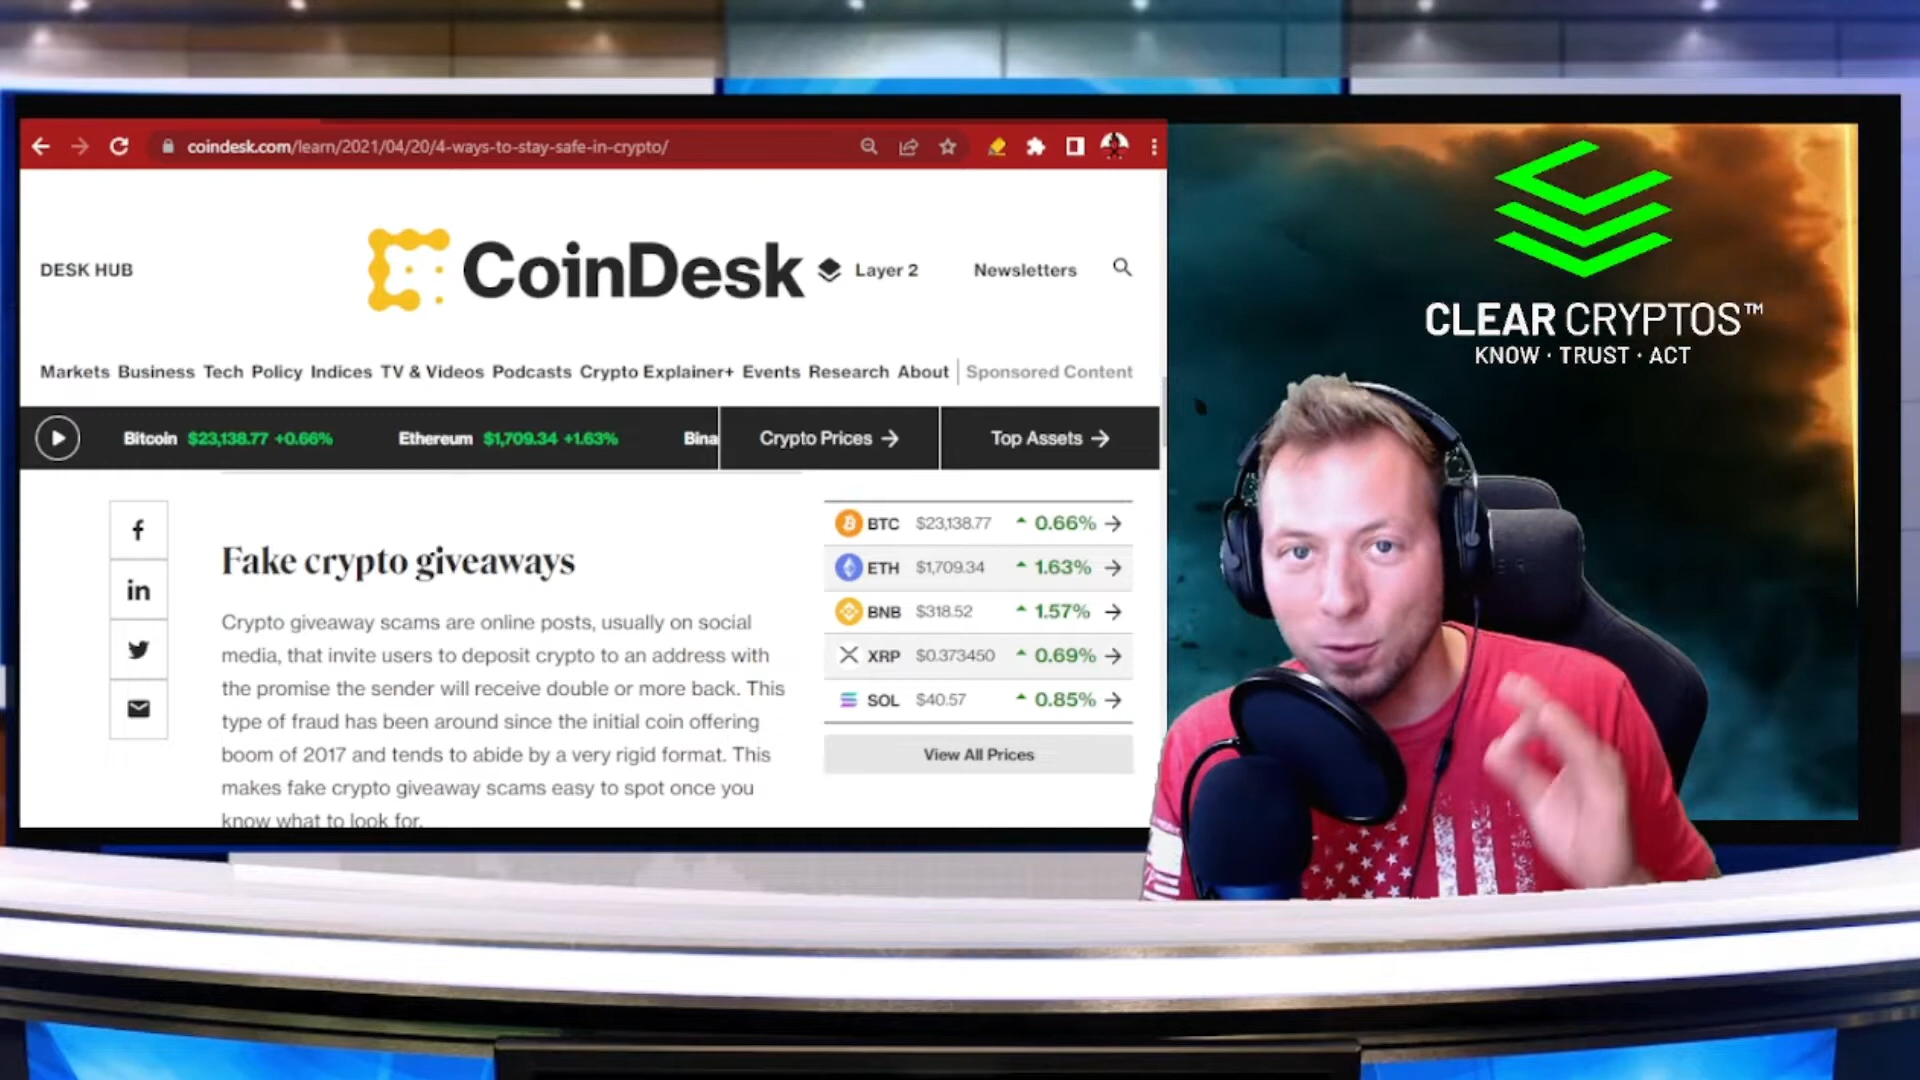 coindesk.com/learn/2021/04/20/4-ways-to-stay-safe-in-crypto/
DESK HUB
CoinDesk
Layer 2
Newsletters
Markets Business Tech Policy Indices TV & Videos Podcasts Crypto Explainer+ Events Research About Sponsored Content
Bitcoin $23,138.77 +0.66% Ethereum $1,709.34 +1.63% Bina
Crypto Prices →
Top Assets →
Fake crypto giveaways
Crypto giveaway scams are online posts, usually on social
media, that invite users to deposit crypto to an address with
the promise the sender will receive double or more back. This
type of fraud has been around since the initial coin offering
boom of 2017 and tends to abide by a very rigid format. This
makes fake crypto giveaway scams easy to spot once you
know what to look for.
BTC $23,138.77 0.66% →
ETH $1,709.34 1.63% →
BNB $318.52 1.57% →
XRP $0.373450 0.69% →
SOL $40.57 0.85% →
View All Prices
CLEAR CRYPTOS™
KNOW · TRUST · ACT